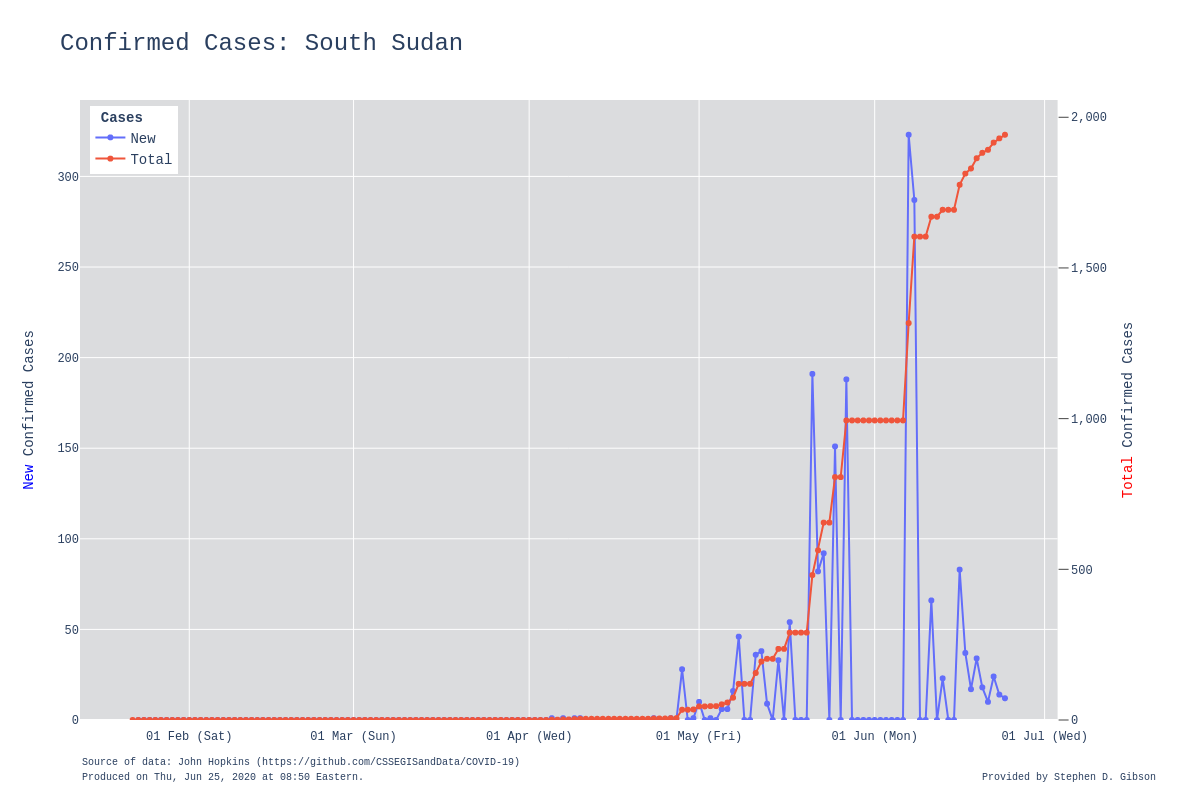 Confirmed Cases: South Sudan
Cases
New
Total
300
250
200
150
100
50
0
2,000
1,500
1,000
500
0
New Confirmed Cases
Total Confirmed Cases
01 Feb (Sat)
01 Mar (Sun)
01 Apr (Wed)
01 May (Fri)
01 Jun (Mon)
01 Jul (Wed)
Source of data: John Hopkins (https://github.com/CSSEGISandData/COVID-19)
Produced on Thu, Jun 25, 2020 at 08:50 Eastern.
Provided by Stephen D. Gibson